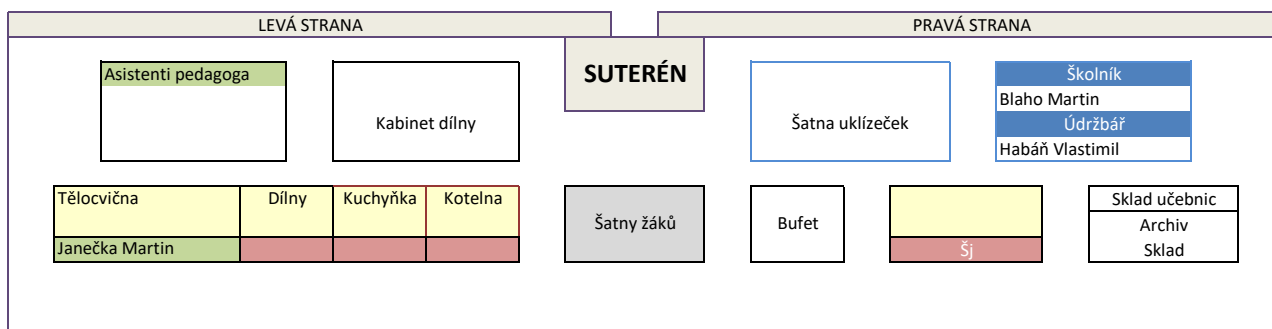 LEVÁ STRANA
PRAVÁ STRANA
SUTERÉN
Asistenti pedagoga
Kabinet dílny
Šatna uklízeček
Školník
Blaho Martin
Údržbář
Habáň Vlastimil
Tělocvična
Dílny
Kuchyňka
Kotelna
Janečka Martin
Šatny žáků
Bufet
Šj
Sklad učebnic
Archiv
Sklad